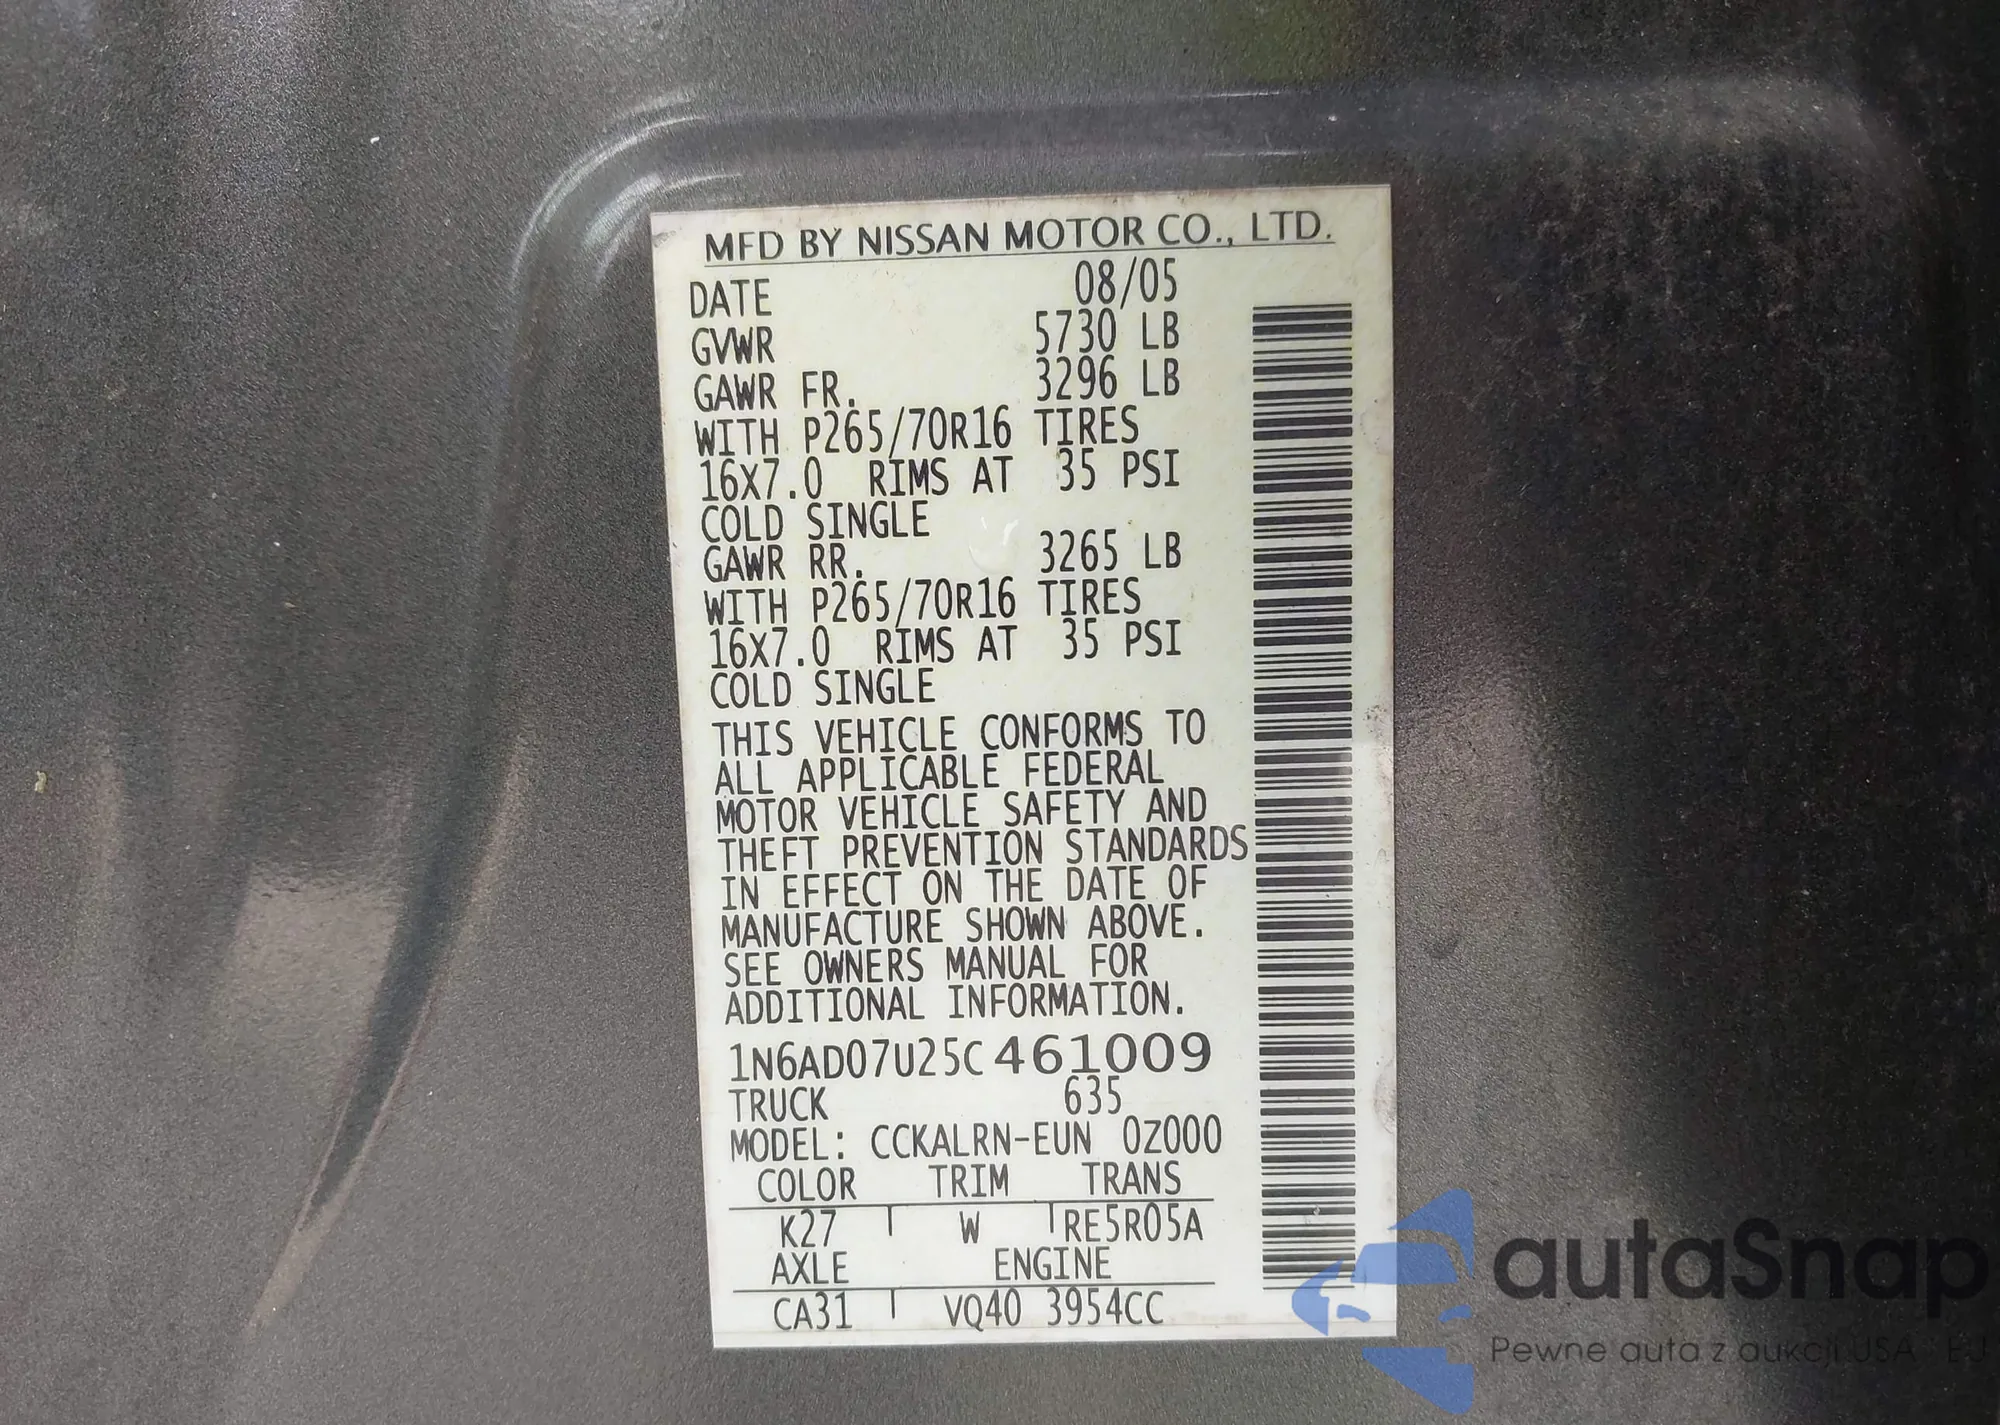 MFD BY NISSAN MOTOR CO., LTD.
DATE 08/05
GVWR 5730 LB
GAWR FR. 3296 LB
WITH P265/70R16 TIRES
16X7.0 RIMS AT 35 PSI
COLD SINGLE
GAWR RR. 3265 LB
WITH P265/70R16 TIRES
16X7.0 RIMS AT 35 PSI
COLD SINGLE
THIS VEHICLE CONFORMS TO
ALL APPLICABLE FEDERAL
MOTOR VEHICLE SAFETY AND
THEFT PREVENTION STANDARDS
IN EFFECT ON THE DATE OF
MANUFACTURE SHOWN ABOVE.
SEE OWNERS MANUAL FOR
ADDITIONAL INFORMATION.
1N6AD07U25C461009
TRUCK 635
MODEL: CCKALRN-EUN 0Z000
COLOR TRIM TRANS
K27 W RE5R05A
AXLE ENGINE
CA31 VQ40 3954CC
autaSnap
Pewne auta z aukcji USA EU